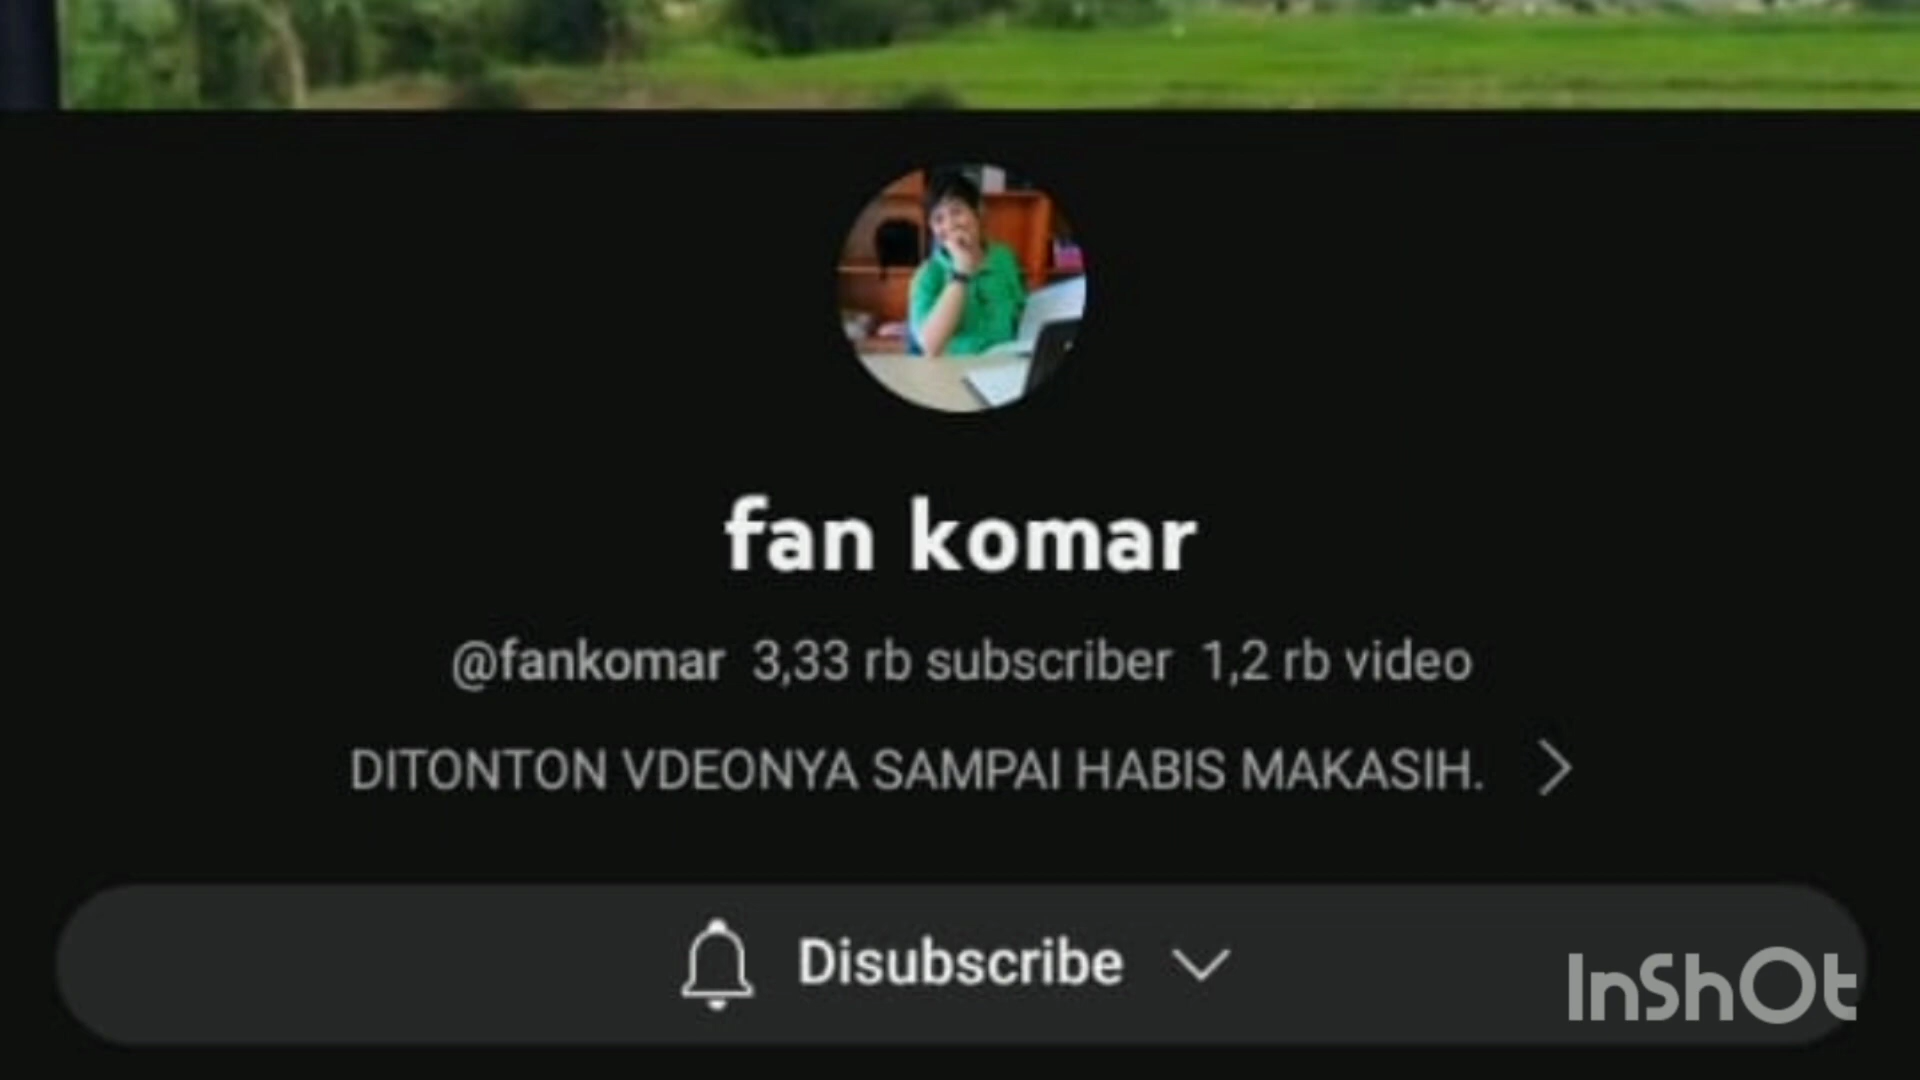 fan komar
@fankomar 3,33 rb subscriber 1,2 rb video
DITONTON VDEONYA SAMPAI HABIS MAKASIH.
Disubscribe
InShOt